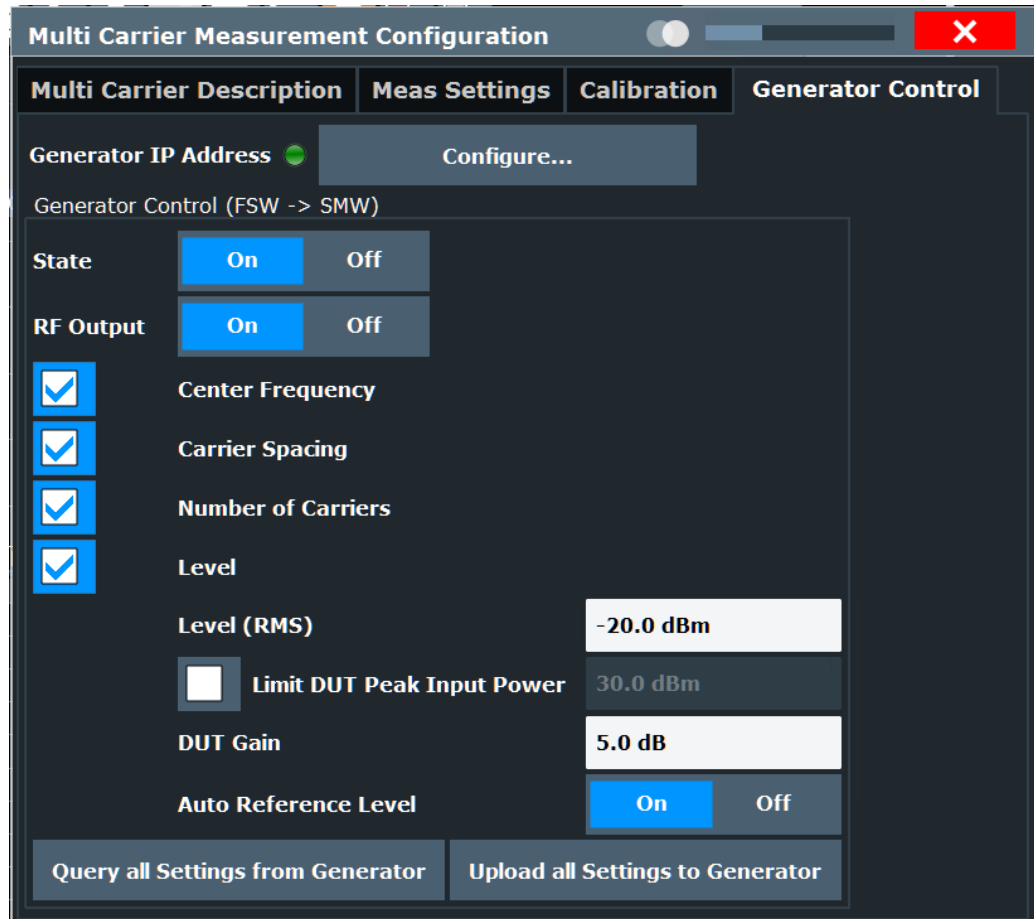 Multi Carrier Measurement Configuration
Multi Carrier Description Meas Settings Calibration Generator Control
Generator IP Address Configure...
Generator Control (FSW -> SMW)
State On Off
RF Output On Off
Center Frequency
Carrier Spacing
Number of Carriers
Level
Level (RMS) -20.0 dBm
Limit DUT Peak Input Power 30.0 dBm
DUT Gain 5.0 dB
Auto Reference Level On Off
Query all Settings from Generator Upload all Settings to Generator